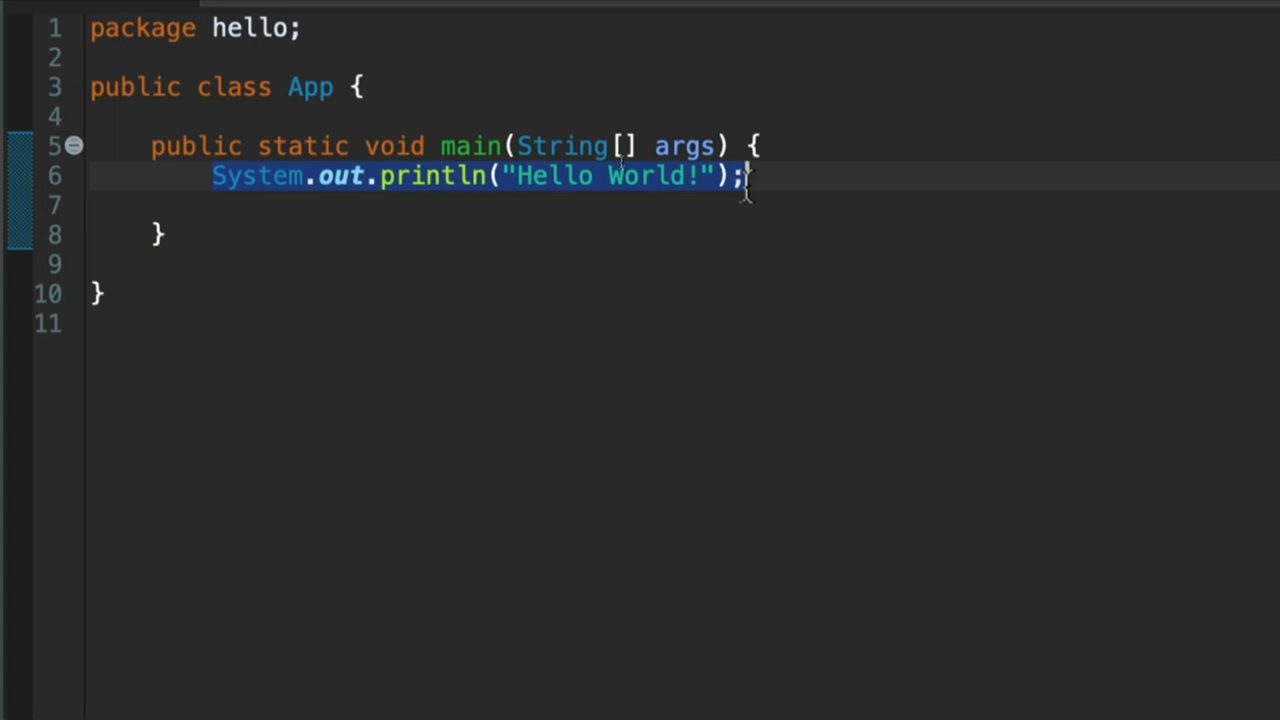 1 package hello;
2
3 public class App {
4
5     public static void main(String[] args) {
6         System.out.println("Hello World!");
7
8     }
9
10 }
11